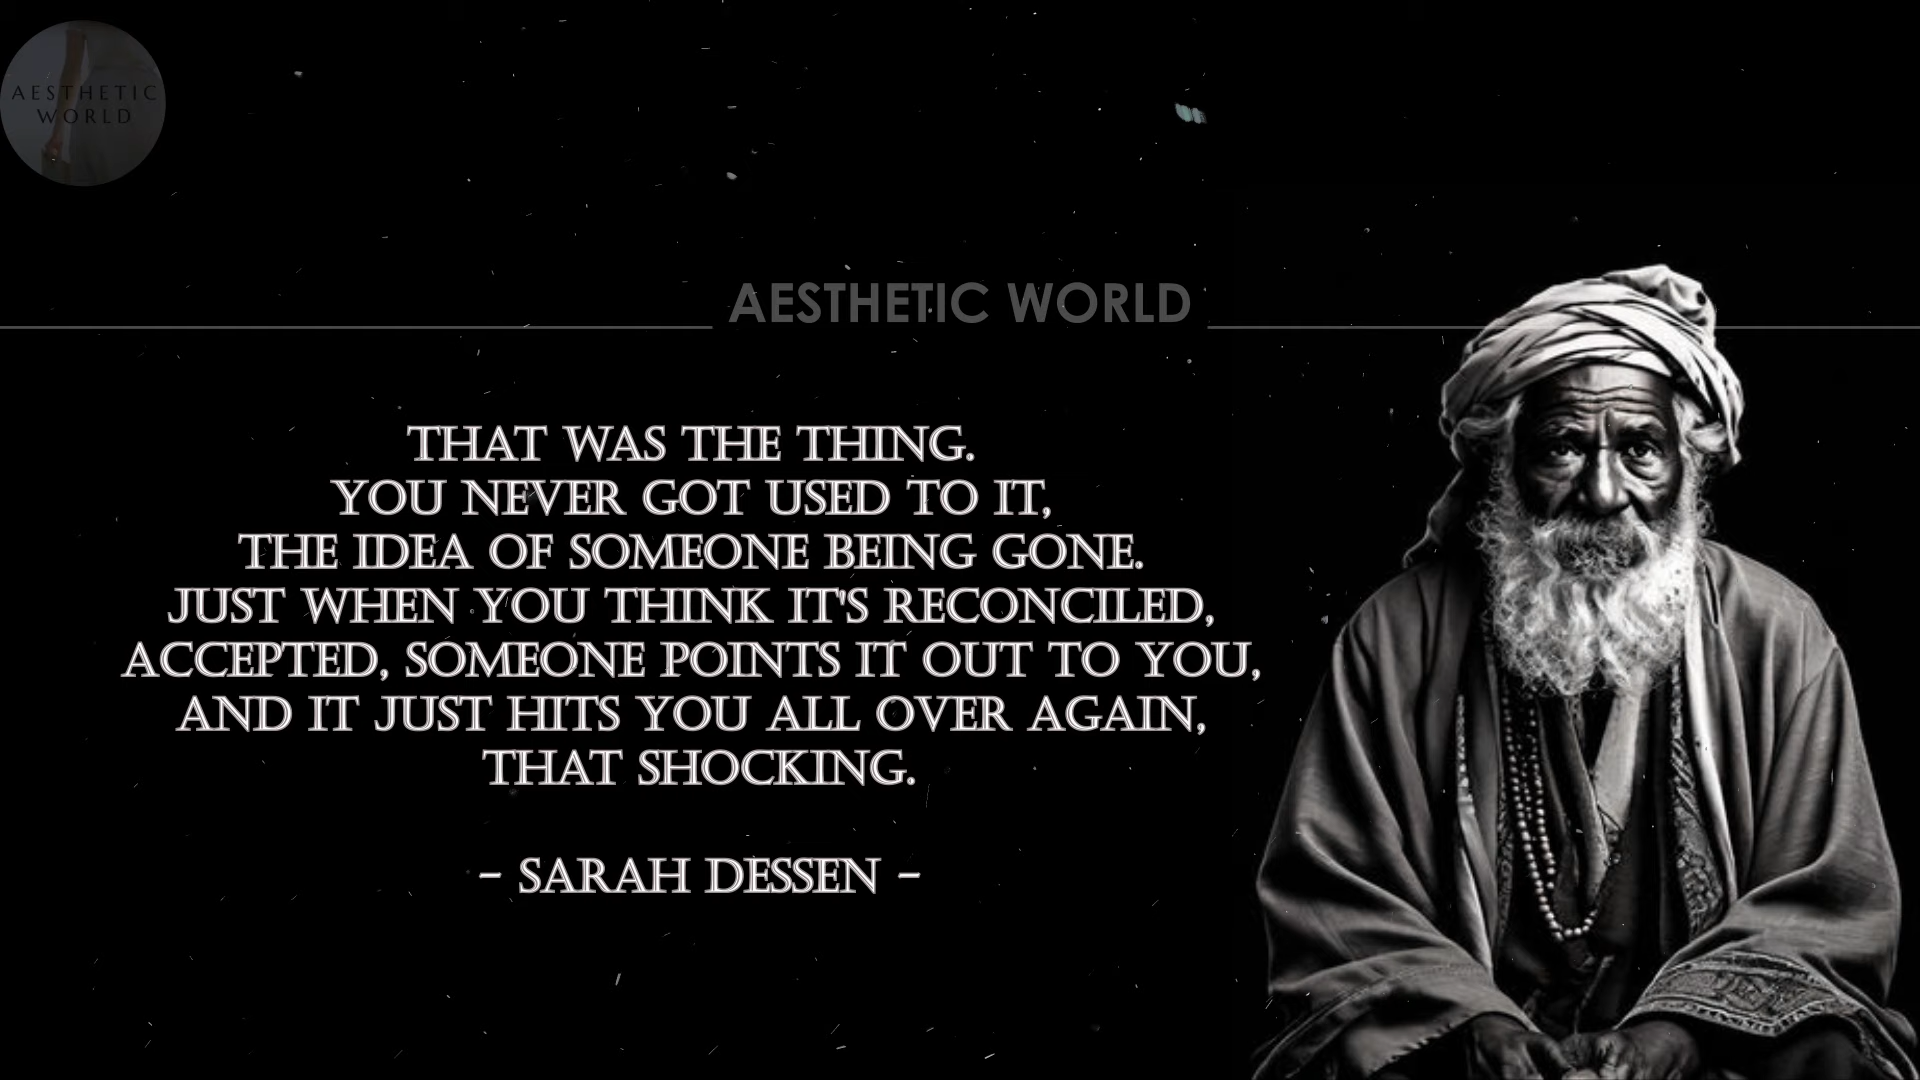 AESTHETIC
WORLD
AESTHETIC WORLD
THAT WAS THE THING.
YOU NEVER GOT USED TO IT,
THE IDEA OF SOMEONE BEING GONE.
JUST WHEN YOU THINK IT'S RECONCILED,
ACCEPTED, SOMEONE POINTS IT OUT TO YOU,
AND IT JUST HITS YOU ALL OVER AGAIN,
THAT SHOCKING.
- SARAH DESSEN -